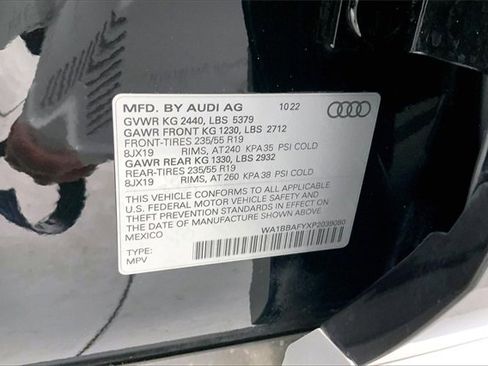 MFD. BY AUDI AG 10 22
GVWR KG 2440, LBS 5379
GAWR FRONT KG 1230, LBS 2712
FRONT-TIRES 235/55 R19
8JX19 RIMS, AT 240 KPA 35 PSI COLD
GAWR REAR KG 1330, LBS 2932
REAR-TIRES 235/55 R19
8JX19 RIMS, AT 260 KPA 38 PSI COLD
THIS VEHICLE CONFORMS TO ALL APPLICABLE
U.S. FEDERAL MOTOR VEHICLE SAFETY AND
THEFT PREVENTION STANDARDS IN EFFECT ON
THE DATE OF MANUFACTURE SHOWN ABOVE
MEXICO
WA1BBAFYXP2039080
TYPE:
MPV